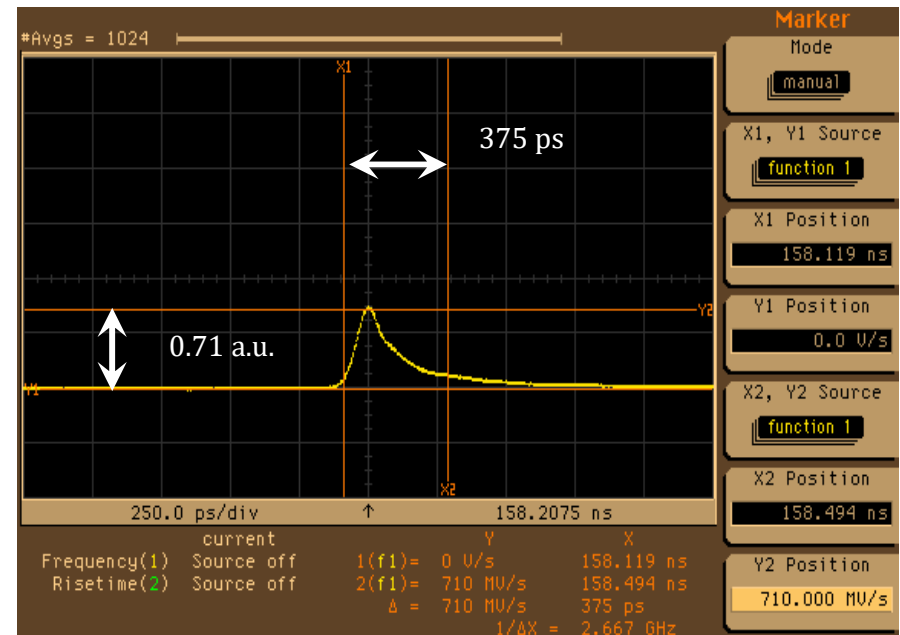 Marker
#Avgs = 1024
Mode
manual
X1
375 ps
X1, Y1 Source
function 1
X1 Position
158.119 ns
Y2
Y1 Position
0.0 V/s
0.71 a.u.
Y1
X2, Y2 Source
function 1
X2
X2 Position
158.494 ns
250.0 ps/div ↑ 158.2075 ns
current Y X
Frequency(1) Source off 1(f1)= 0 V/s 158.119 ns
Risetime(2) Source off 2(f1)= 710 MV/s 158.494 ns
Δ = 710 MV/s 375 ps
1/ΔX = 2.667 GHz
Y2 Position
710.000 MV/s